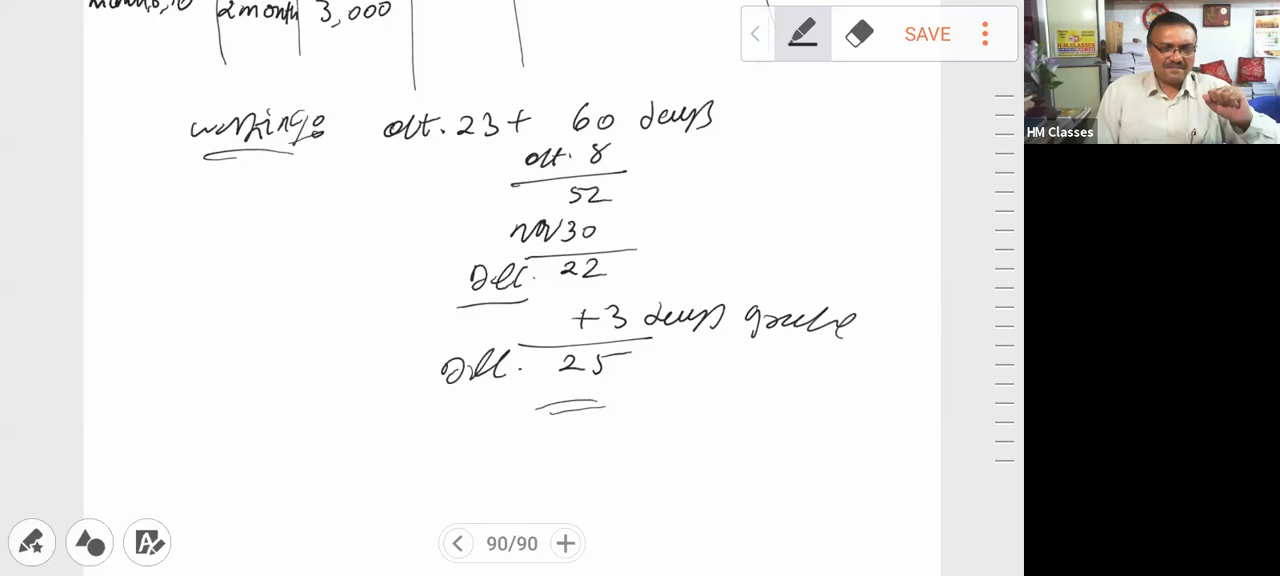 2 month 3,000
SAVE
HM Classes
workings oct. 23 + 60 days
oct. 8
52
NOV 30
Dec. 22
+3 days grace
Dec. 25
90/90